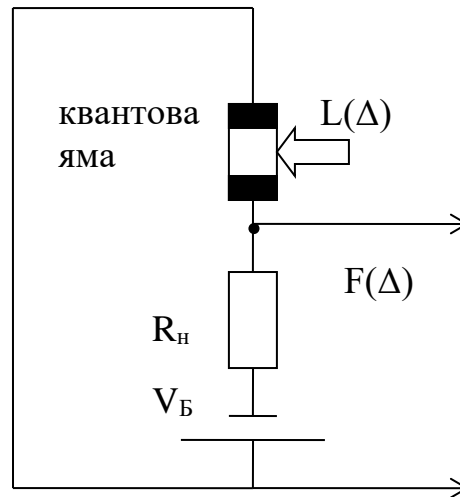 квантова
яма
L(Δ)
F(Δ)
Rн
VБ